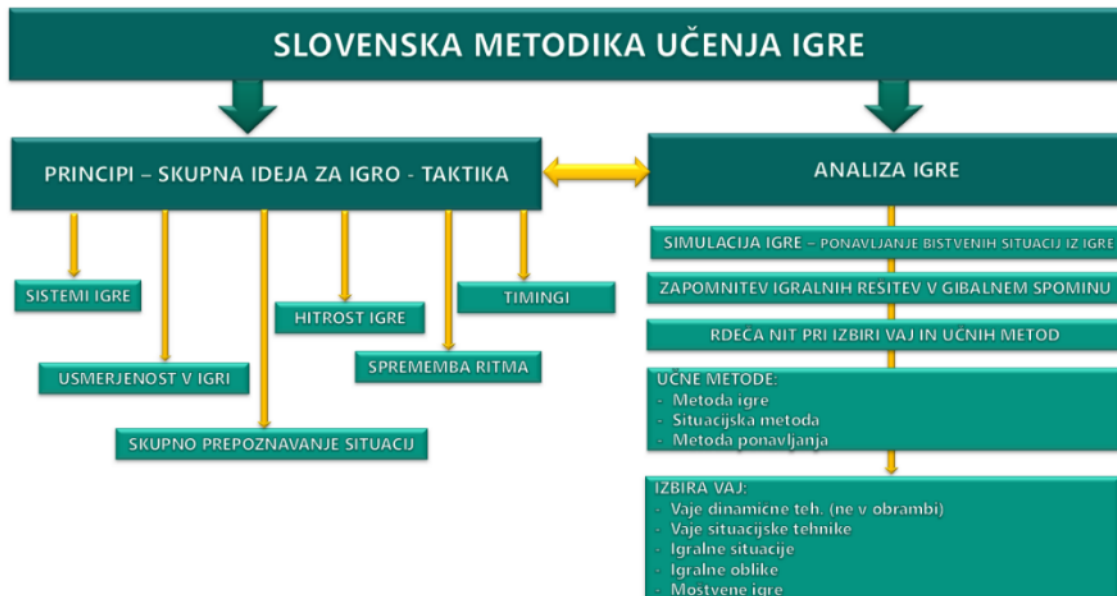 SLOVENSKA METODIKA UČENJA IGRE
PRINCIPI – SKUPNA IDEJA ZA IGRO - TAKTIKA
SISTEMI IGRE
USMERJENOST V IGRI
SKUPNO PREPOZNAVANJE SITUACIJ
HITROST IGRE
SPREMEMBA RITMA
TIMINGI
ANALIZA IGRE
SIMULACIJA IGRE – PONAVLJANJE BISTVENIH SITUACIJ IZ IGRE
ZAPOMNITEV IGRALNIH REŠITEV V GIBALNEM SPOMINU
RDEČA NIT PRI IZBIRI VAJ IN UČNIH METOD
UČNE METODE:
- Metoda igre
- Situacijska metoda
- Metoda ponavljanja
IZBIRA VAJ:
- Vaje dinamične teh. (ne v obrambi)
- Vaje situacijske tehnike
- Igralne situacije
- Igralne oblike
- Moštvene igre